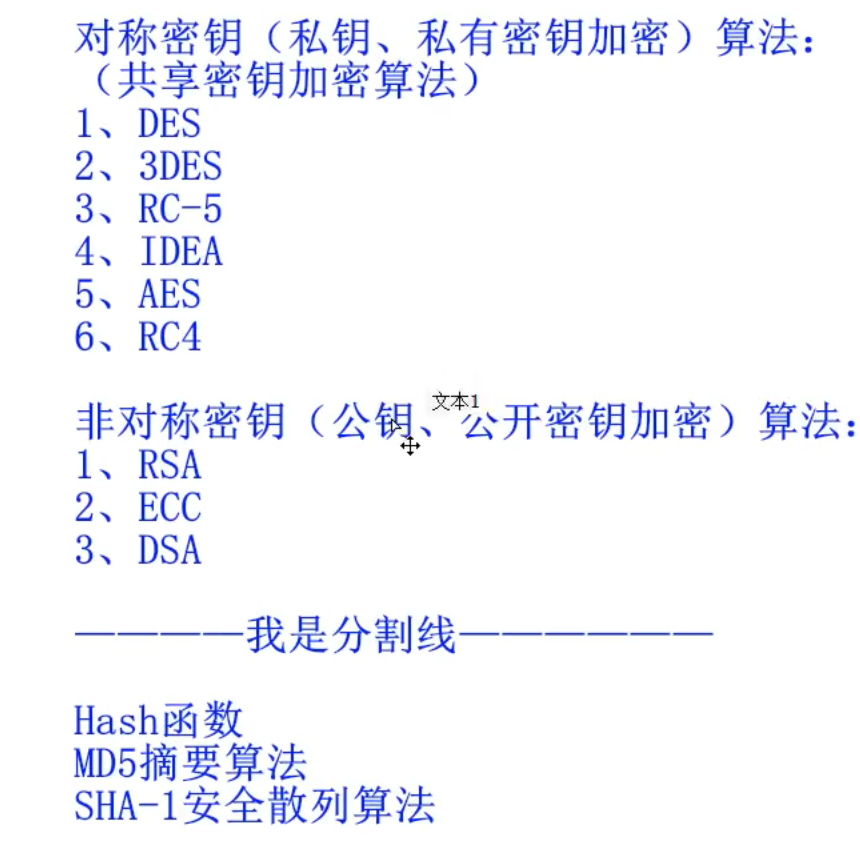 对称密钥（私钥、私有密钥加密）算法：
（共享密钥加密算法）
1、DES
2、3DES
3、RC-5
4、IDEA
5、AES
6、RC4
文本1
非对称密钥（公钥、公开密钥加密）算法：
1、RSA
2、ECC
3、DSA
————我是分割线——————
Hash函数
MD5摘要算法
SHA-1安全散列算法